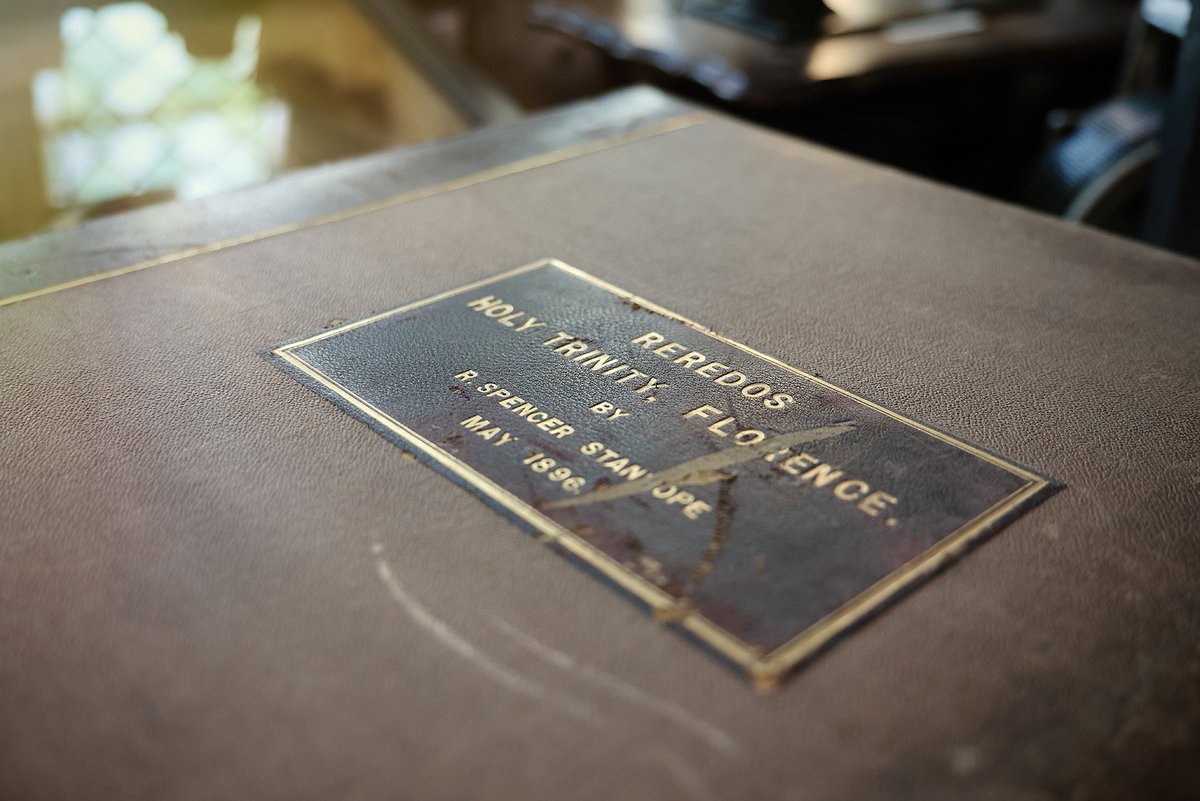 REREDOS
HOLY TRINITY, FLORENCE.
BY
R. SPENCER STANHOPE
MAY 1896.